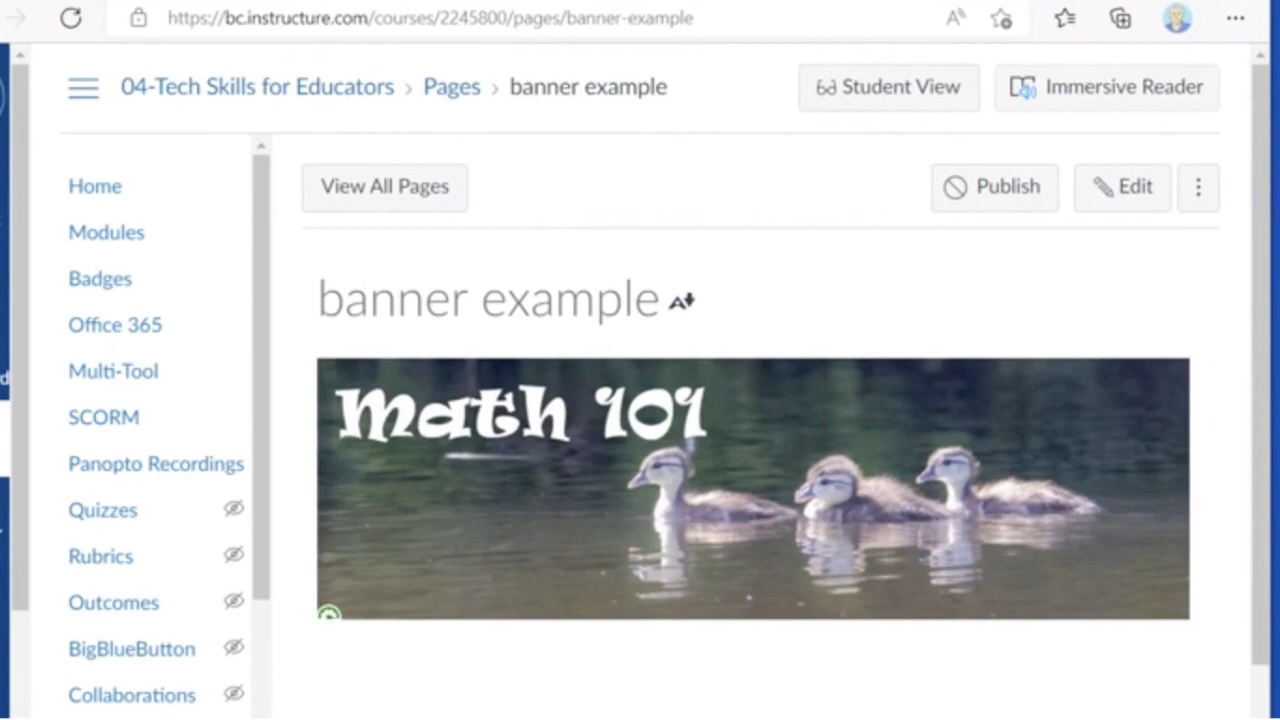 https://bc.instructure.com/courses/2245800/pages/banner-example
04-Tech Skills for Educators › Pages › banner example
Student View
Immersive Reader
View All Pages
Publish
Edit
Home
Modules
Badges
Office 365
Multi-Tool
SCORM
Panopto Recordings
Quizzes
Rubrics
Outcomes
BigBlueButton
Collaborations
banner example
Math 101